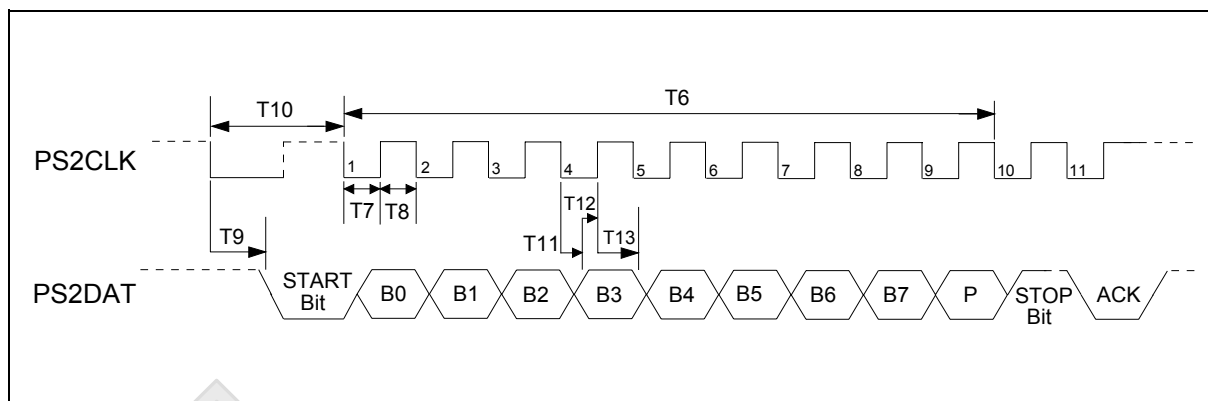 T10
T6
PS2CLK
1 2 3 4 5 6 7 8 9 10 11
T7 T8
T12
T9
T11 T13
PS2DAT
START Bit
B0 B1 B2 B3 B4 B5 B6 B7 P
STOP Bit
ACK